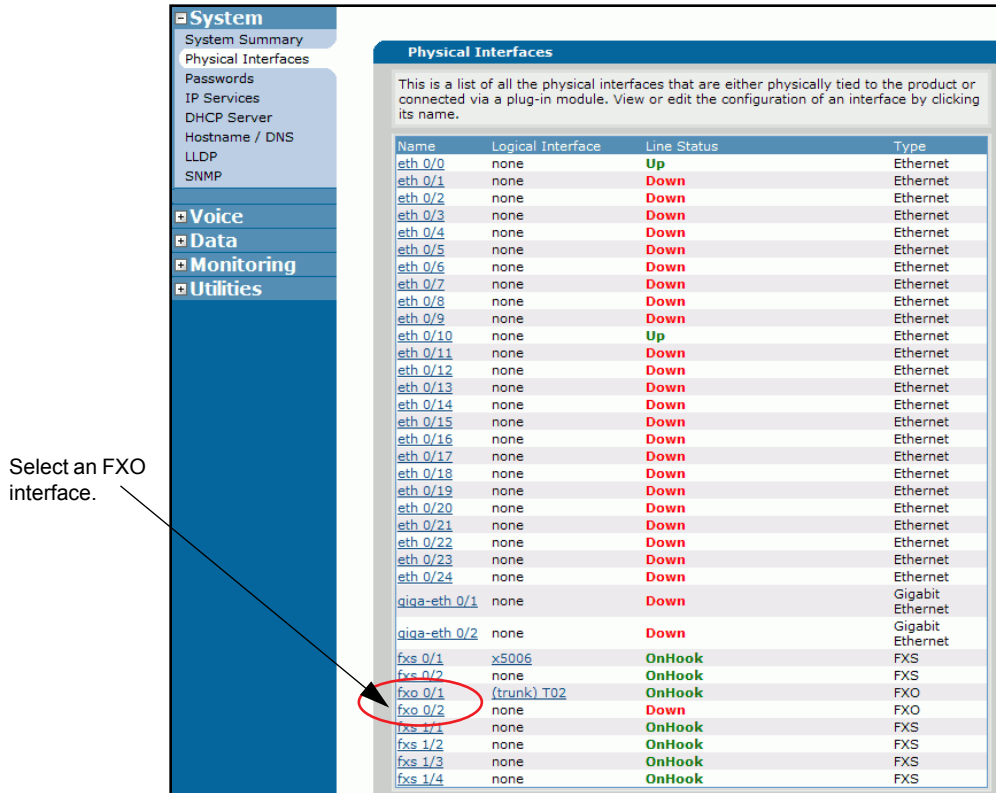 System
System Summary
Physical Interfaces
Passwords
IP Services
DHCP Server
Hostname / DNS
LLDP
SNMP
Voice
Data
Monitoring
Utilities
Select an FXO
interface.
Physical Interfaces
This is a list of all the physical interfaces that are either physically tied to the product or
connected via a plug-in module. View or edit the configuration of an interface by clicking
its name.
Name Logical Interface Line Status Type
eth 0/0 none Up Ethernet
eth 0/1 none Down Ethernet
eth 0/2 none Down Ethernet
eth 0/3 none Down Ethernet
eth 0/4 none Down Ethernet
eth 0/5 none Down Ethernet
eth 0/6 none Down Ethernet
eth 0/7 none Down Ethernet
eth 0/8 none Down Ethernet
eth 0/9 none Down Ethernet
eth 0/10 none Up Ethernet
eth 0/11 none Down Ethernet
eth 0/12 none Down Ethernet
eth 0/13 none Down Ethernet
eth 0/14 none Down Ethernet
eth 0/15 none Down Ethernet
eth 0/16 none Down Ethernet
eth 0/17 none Down Ethernet
eth 0/18 none Down Ethernet
eth 0/19 none Down Ethernet
eth 0/20 none Down Ethernet
eth 0/21 none Down Ethernet
eth 0/22 none Down Ethernet
eth 0/23 none Down Ethernet
eth 0/24 none Down Ethernet
giga-eth 0/1 none Down Gigabit
Ethernet
giga-eth 0/2 none Down Gigabit
Ethernet
fxs 0/1 x5006 OnHook FXS
fxs 0/2 none OnHook FXS
fxo 0/1 (trunk) T02 OnHook FXO
fxo 0/2 none Down FXO
fxs 1/1 none OnHook FXS
fxs 1/2 none OnHook FXS
fxs 1/3 none OnHook FXS
fxs 1/4 none OnHook FXS